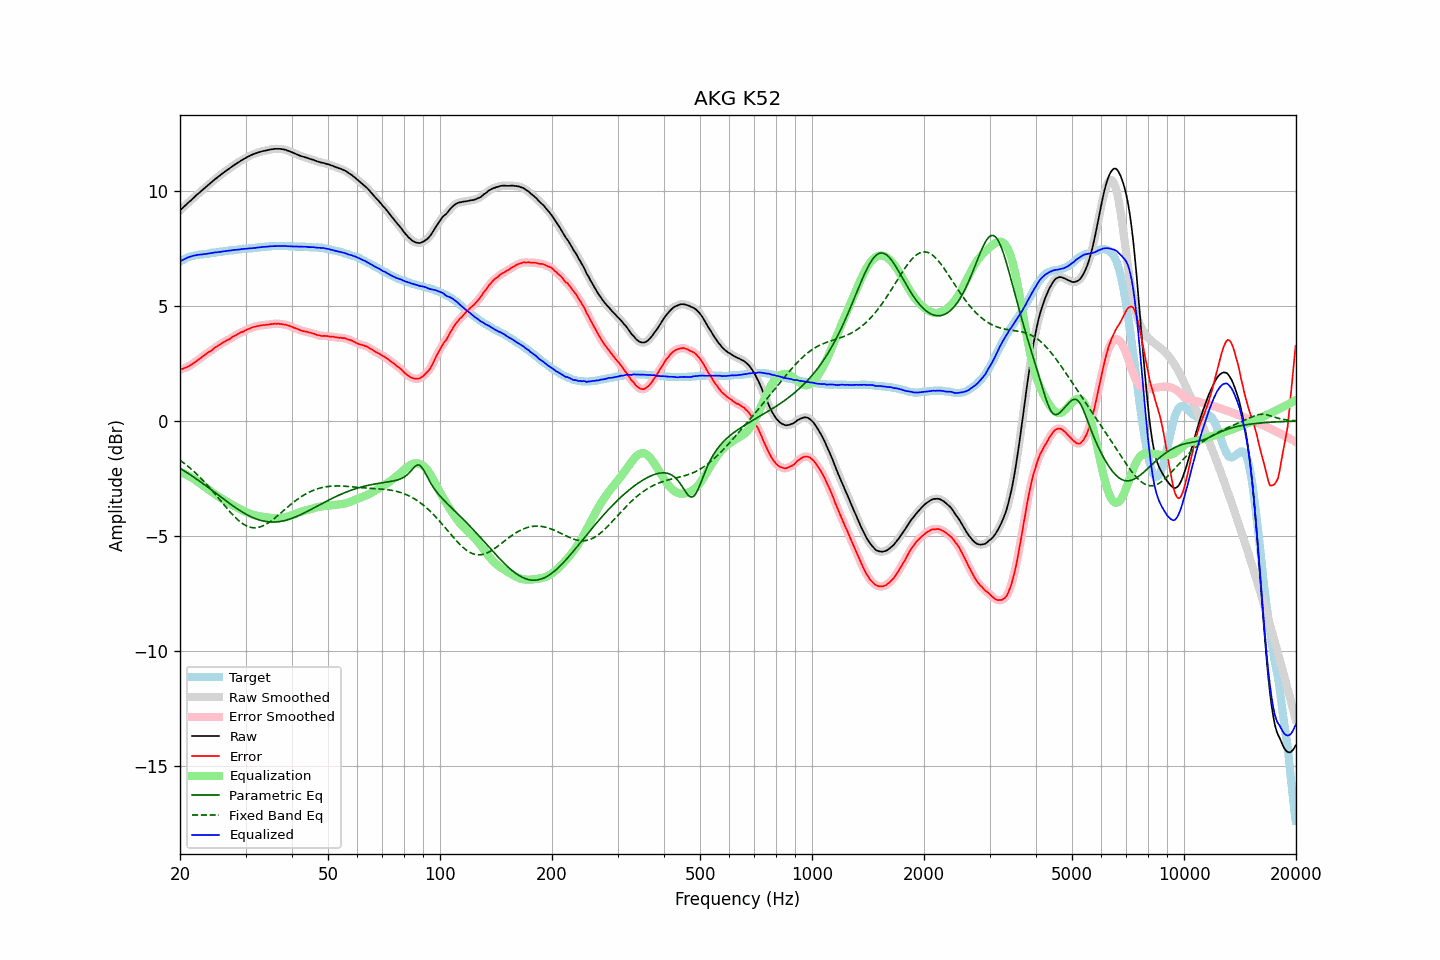 AKG K52
Amplitude (dBr)
10
5
0
−5
−10
−15
Target
Raw Smoothed
Error Smoothed
Raw
Error
Equalization
Parametric Eq
Fixed Band Eq
Equalized
20 50 100 200 500 1000 2000 5000 10000 20000
Frequency (Hz)